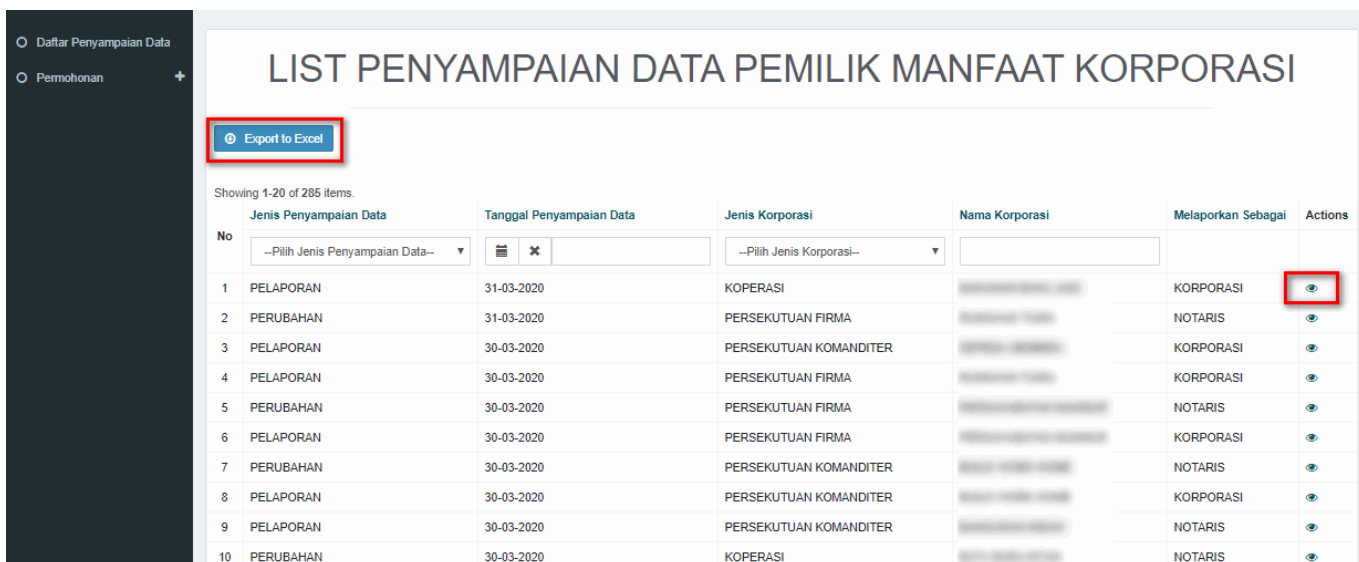 Daftar Penyampaian Data
Permohonan +
LIST PENYAMPAIAN DATA PEMILIK MANFAAT KORPORASI
Export to Excel
Showing 1-20 of 285 items.
No Jenis Penyampaian Data Tanggal Penyampaian Data Jenis Korporasi Nama Korporasi Melaporkan Sebagai Actions
--Pilih Jenis Penyampaian Data-- --Pilih Jenis Korporasi--
1 PELAPORAN 31-03-2020 KOPERASI KORPORASI
2 PERUBAHAN 31-03-2020 PERSEKUTUAN FIRMA NOTARIS
3 PELAPORAN 30-03-2020 PERSEKUTUAN KOMANDITER KORPORASI
4 PELAPORAN 30-03-2020 PERSEKUTUAN FIRMA KORPORASI
5 PERUBAHAN 30-03-2020 PERSEKUTUAN FIRMA NOTARIS
6 PELAPORAN 30-03-2020 PERSEKUTUAN FIRMA KORPORASI
7 PERUBAHAN 30-03-2020 PERSEKUTUAN KOMANDITER NOTARIS
8 PELAPORAN 30-03-2020 PERSEKUTUAN KOMANDITER KORPORASI
9 PELAPORAN 30-03-2020 PERSEKUTUAN KOMANDITER NOTARIS
10 PERUBAHAN 30-03-2020 KOPERASI NOTARIS